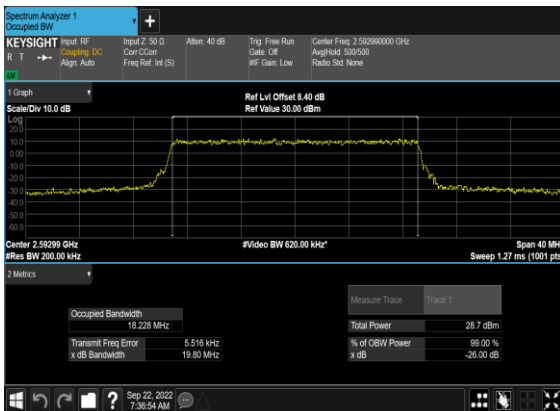 Spectrum Analyzer 1
Occupied BW
KEYSIGHT
R T
LV
Input: RF
Coupling: DC
Align: Auto
Input Z: 50 Ω
Corr CCorr
Freq Ref: Int (S)
Atten: 40 dB
Trig: Free Run
Gate: Off
#IF Gain: Low
Center Freq: 2.592990000 GHz
Avg|Hold: 500/500
Radio Std: None
1 Graph
Scale/Div 10.0 dB
Ref Lvl Offset 8.40 dB
Ref Value 30.00 dBm
Log
20.0
10.0
0.00
-10.0
-20.0
-30.0
-40.0
-50.0
-60.0
Center 2.59299 GHz
#Res BW 200.00 kHz
#Video BW 620.00 kHz*
Span 40 MH
Sweep 1.27 ms (1001 pts
2 Metrics
Measure Trace Trace 1
Occupied Bandwidth
18.228 MHz
Total Power 28.7 dBm
Transmit Freq Error 5.516 kHz
% of OBW Power 99.00 %
x dB Bandwidth 19.80 MHz
x dB -26.00 dB
?
Sep 22, 2022
7:36:54 AM